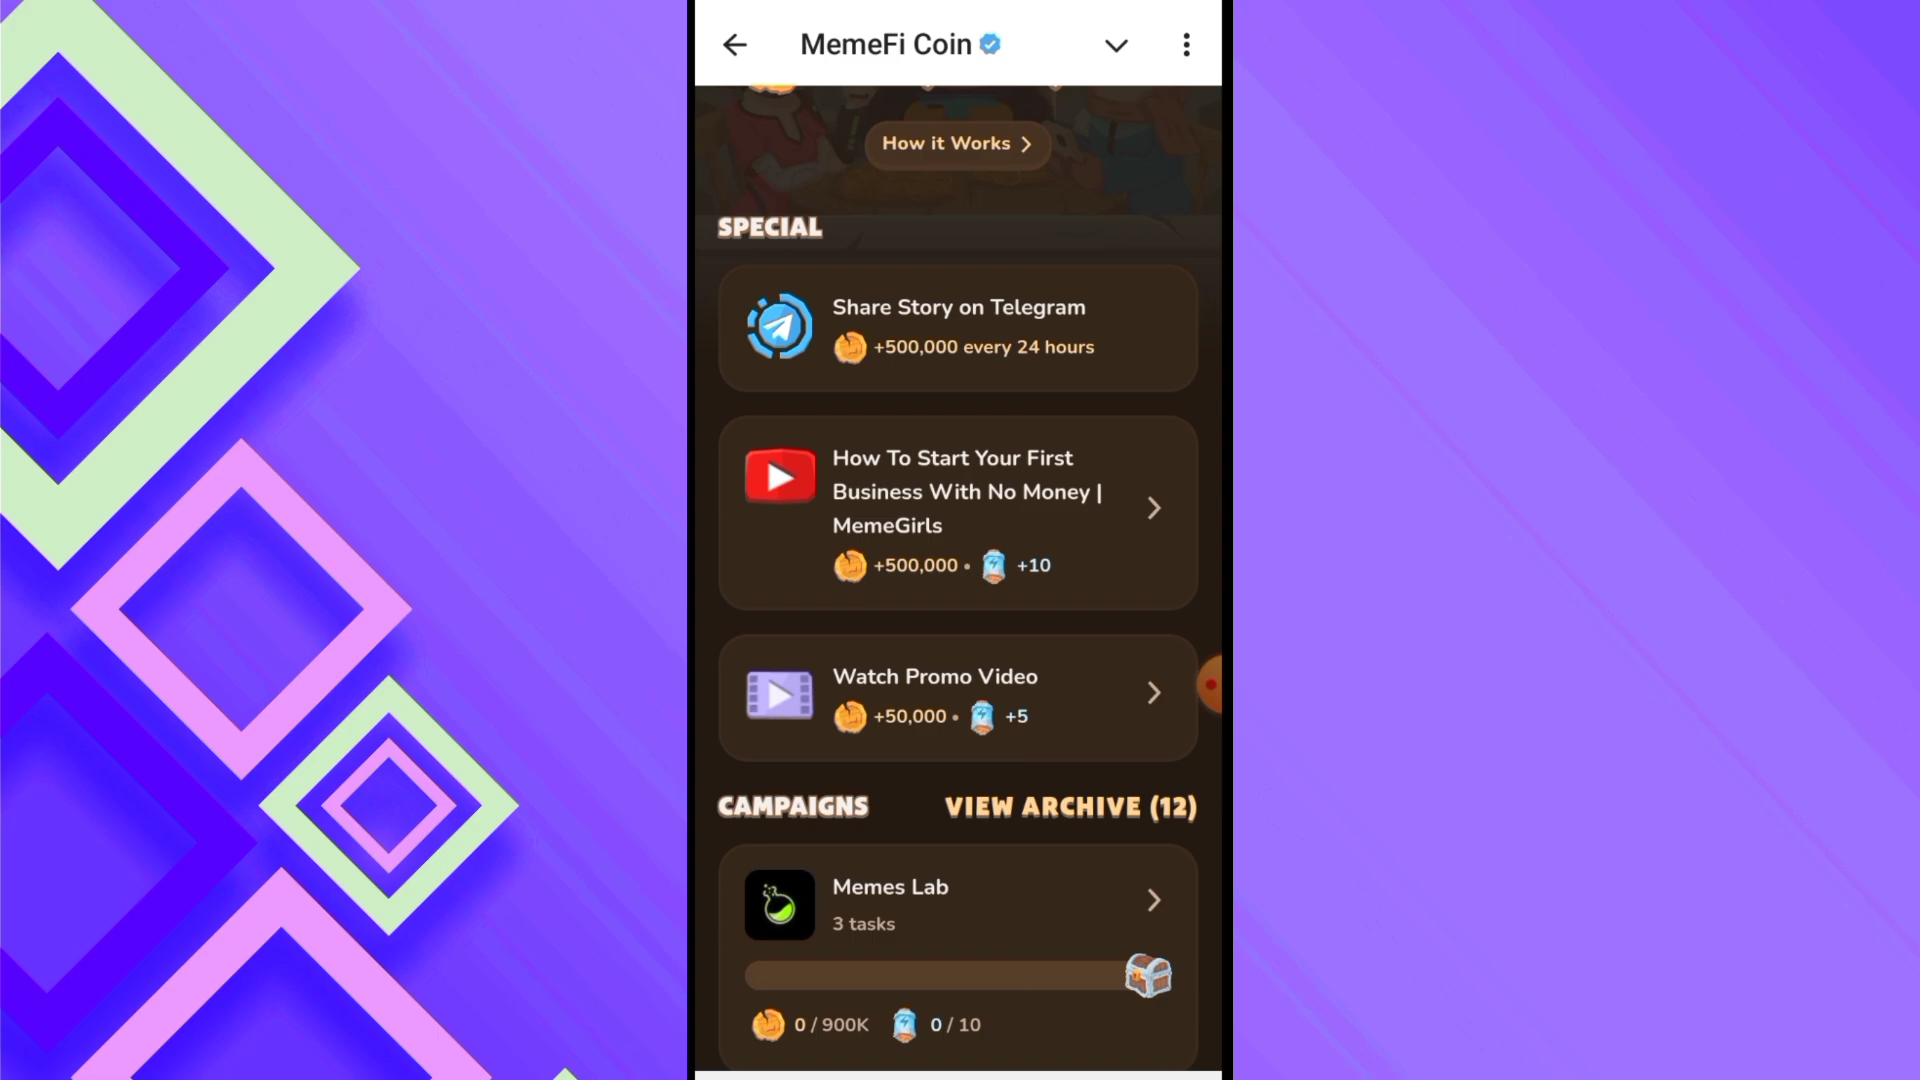 MemeFi Coin
How it Works
SPECIAL
Share Story on Telegram
+500,000 every 24 hours
How To Start Your First
Business With No Money |
MemeGirls
+500,000 • +10
Watch Promo Video
+50,000 • +5
CAMPAIGNS VIEW ARCHIVE (12)
Memes Lab
3 tasks
0 / 900K 0 / 10